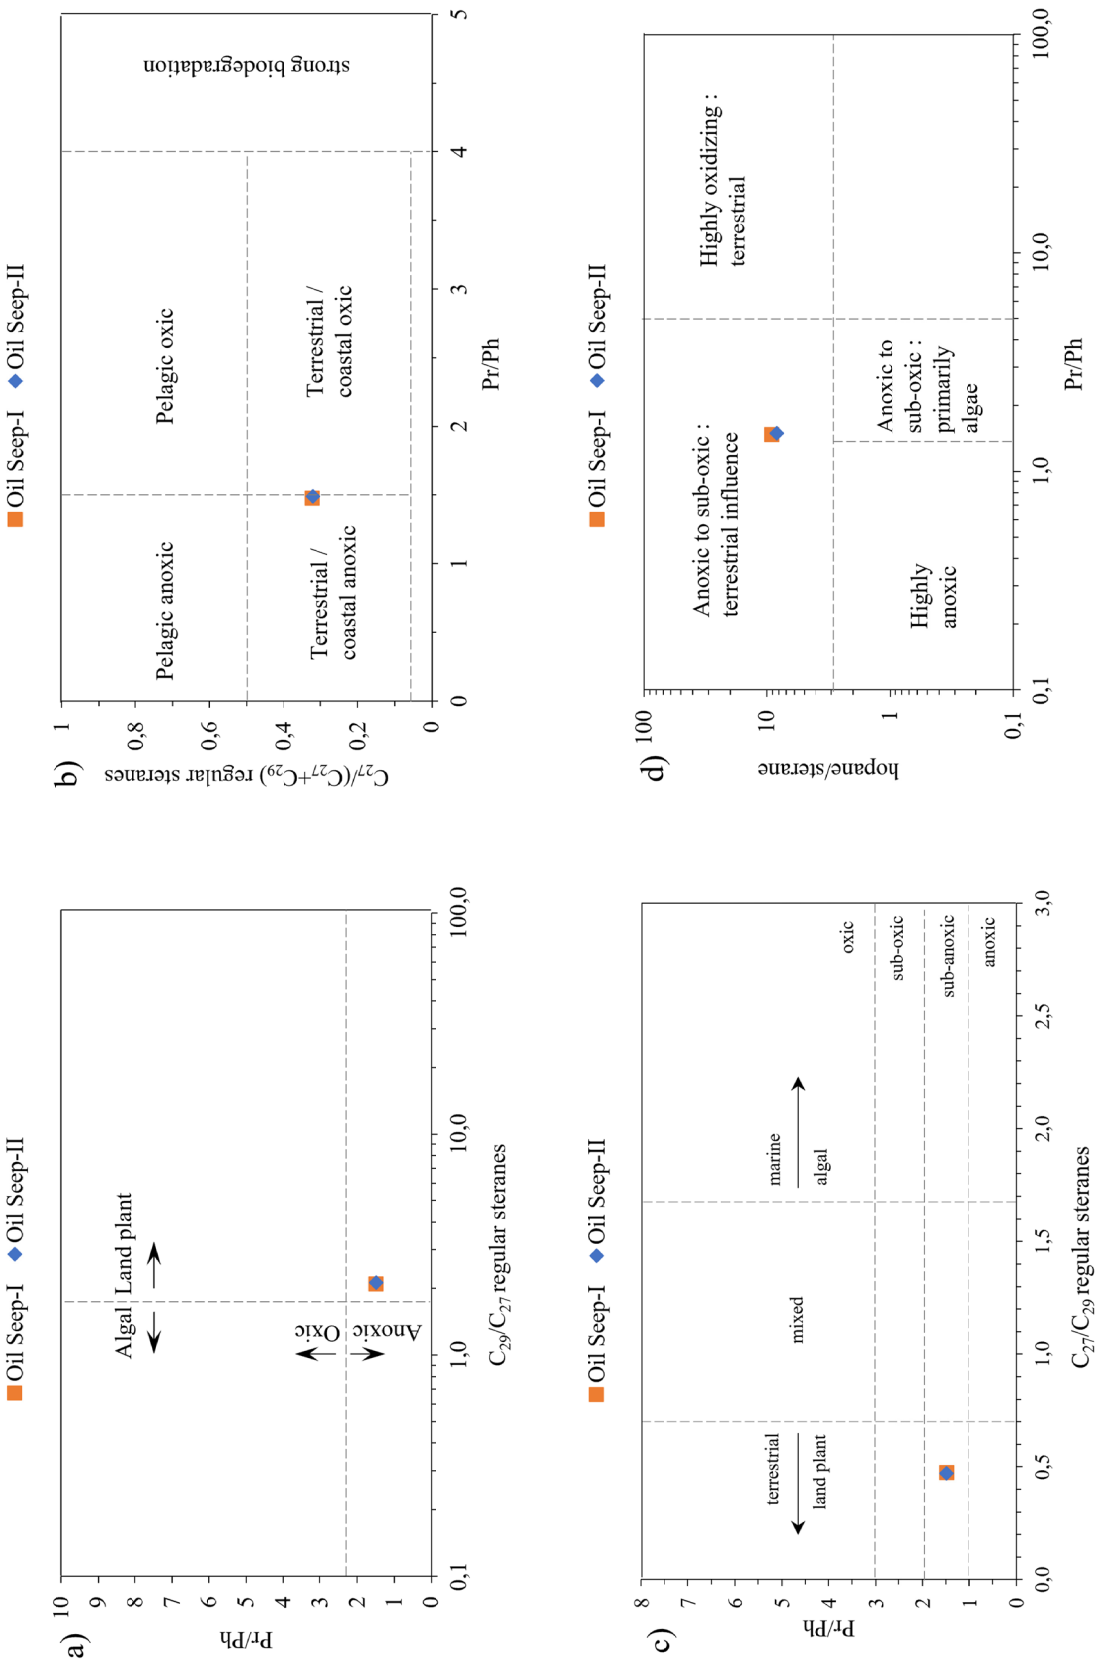 a)
■ Oil Seep-I ◆ Oil Seep-II
Pr/Ph
10
9
8
7
6
5
4
3
2
1
0
Algal
Land plant
Oxic
Anoxic
0,1
1,0
10,0
100,0
C29/C27 regular steranes
b)
■ Oil Seep-I ◆ Oil Seep-II
C27/(C27+C29) regular steranes
1
0,8
0,6
0,4
0,2
0
Pelagic anoxic
Pelagic oxic
strong biodegradation
Terrestrial /
coastal anoxic
Terrestrial /
coastal oxic
0
1
2
3
4
5
Pr/Ph
c)
■ Oil Seep-I ◆ Oil Seep-II
Pr/Ph
8
7
6
5
4
3
2
1
0
terrestrial
land plant
mixed
marine
algal
oxic
sub-oxic
sub-anoxic
anoxic
0,0
0,5
1,0
1,5
2,0
2,5
3,0
C27/C29 regular steranes
d)
■ Oil Seep-I ◆ Oil Seep-II
hopane/sterane
100
10
1
0,1
Anoxic to sub-oxic :
terrestrial influence
Highly oxidizing :
terrestrial
Highly
anoxic
Anoxic to
sub-oxic :
primarily
algae
0,1
1,0
10,0
100,0
Pr/Ph